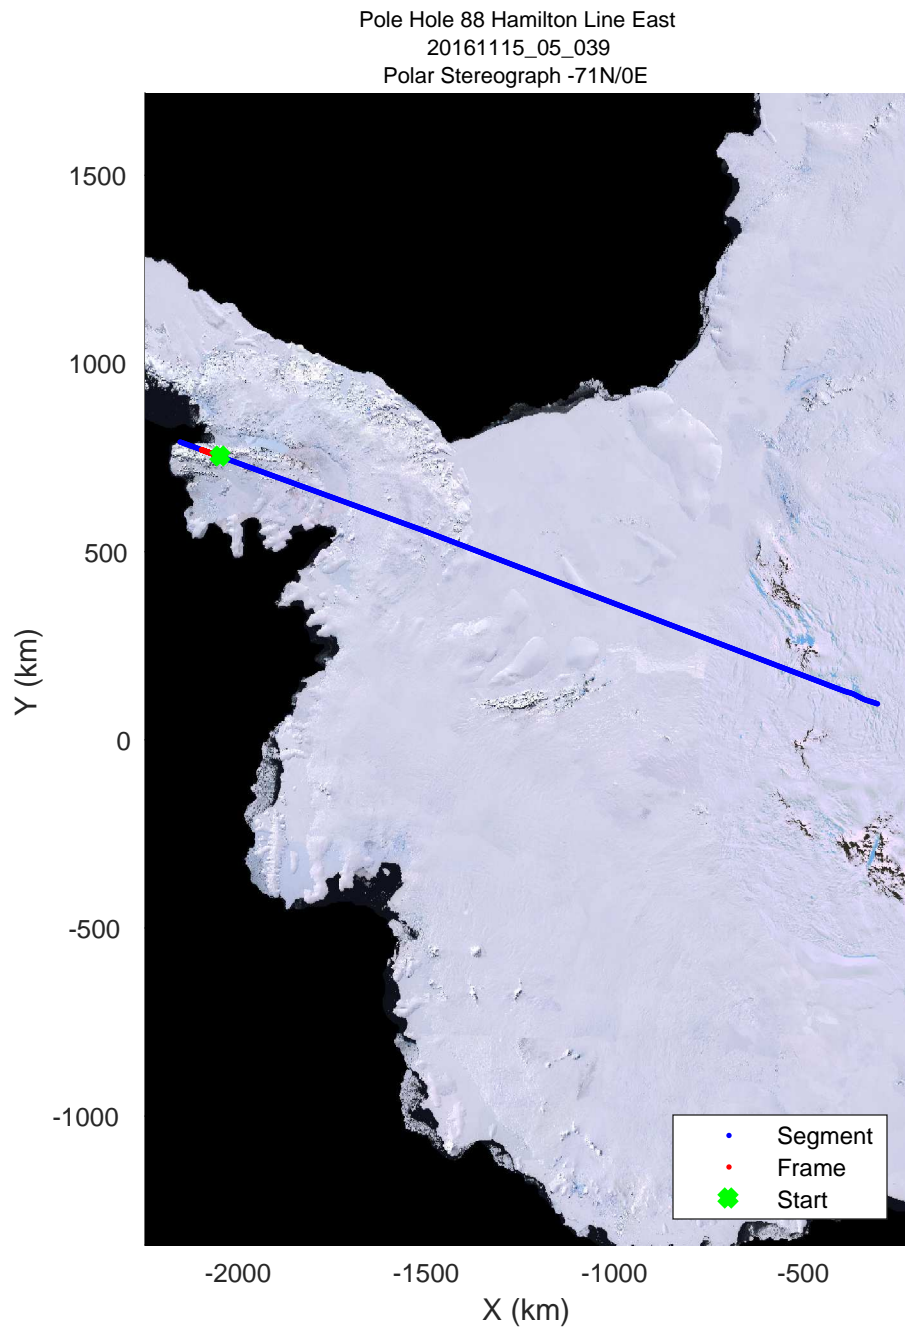 Pole Hole 88 Hamilton Line East
20161115_05_039
Polar Stereograph -71N/0E
1500
1000
500
0
-500
-1000
Y (km)
Segment
Frame
Start
-2000
-1500
-1000
-500
X (km)